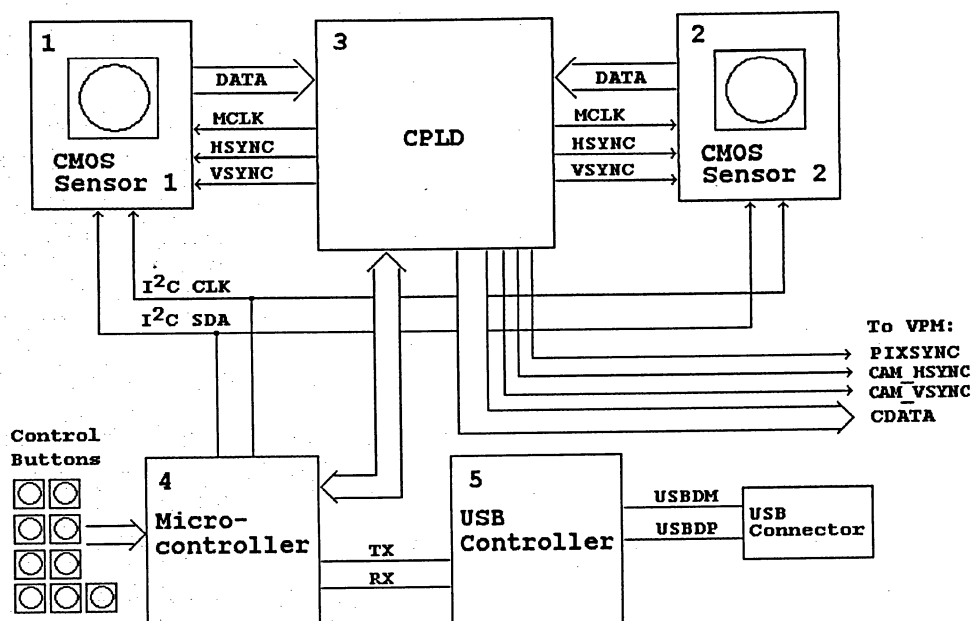 1
CMOS
Sensor 1
3
CPLD
2
CMOS
Sensor 2
DATA
MCLK
HSYNC
VSYNC
DATA
MCLK
HSYNC
VSYNC
I²C CLK
I²C SDA
To VPM:
PIXSYNC
CAM_HSYNC
CAM_VSYNC
CDATA
Control
Buttons
4
Micro-
controller
TX
RX
5
USB
Controller
USBDM
USBDP
USB
Connector